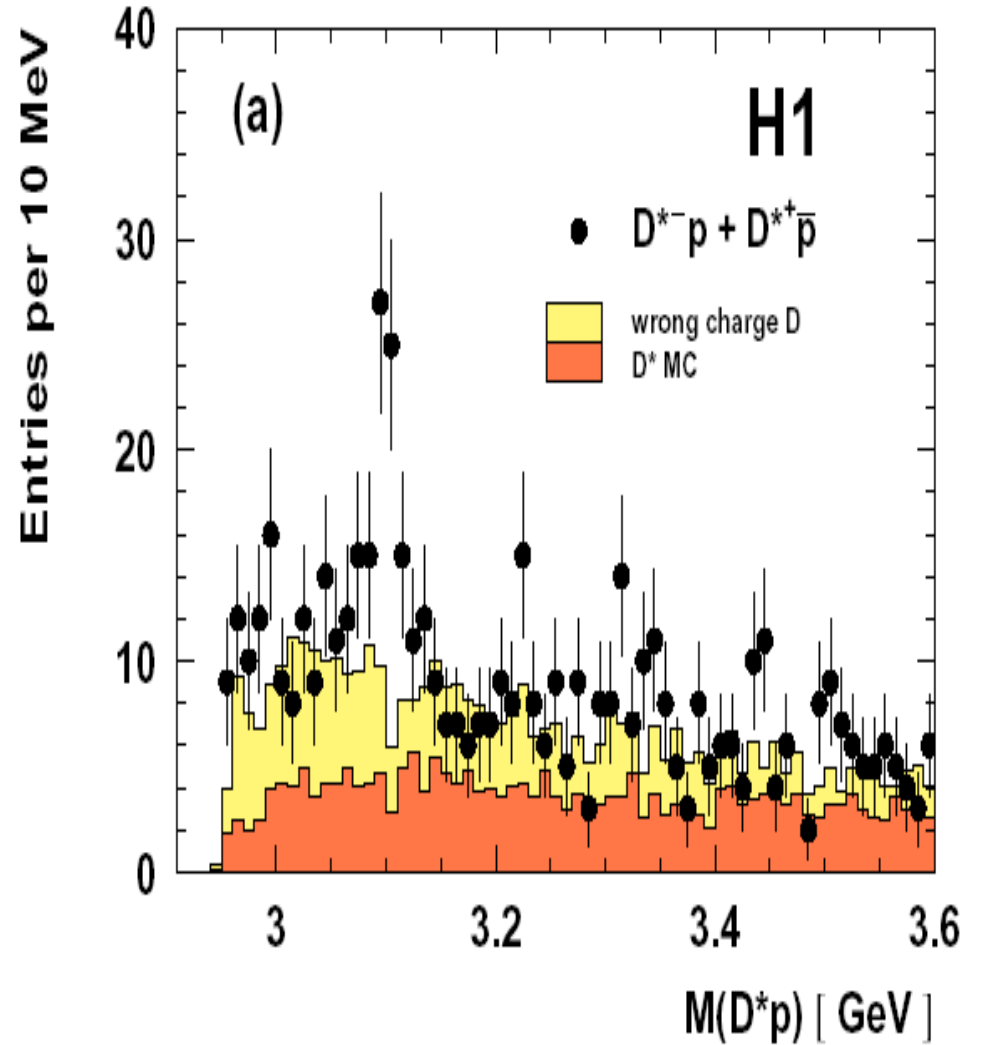 Entries per 10 MeV
40
30
20
10
0
(a)
H1
D*⁻p + D*⁺p̅
wrong charge D
D* MC
3
3.2
3.4
3.6
M(D*p) [ GeV ]